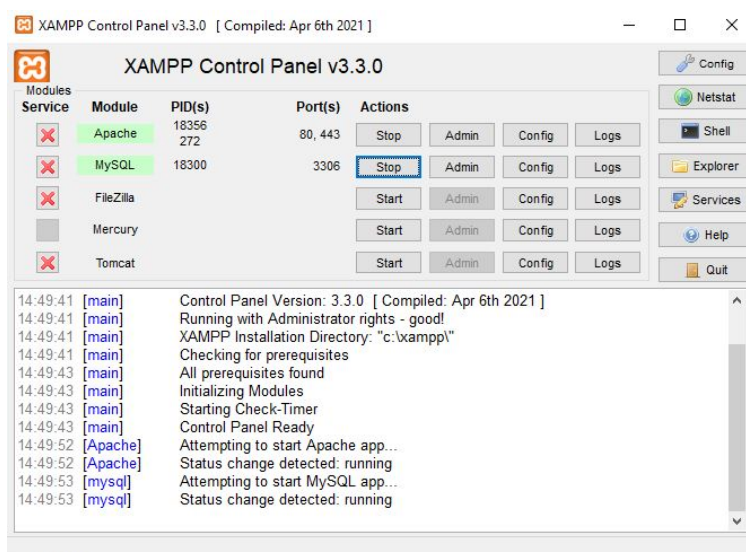 XAMPP Control Panel v3.3.0 [ Compiled: Apr 6th 2021 ]
XAMPP Control Panel v3.3.0
Config
Modules
Service Module PID(s) Port(s) Actions
Netstat
Apache 18356 272 80, 443 Stop Admin Config Logs
Shell
MySQL 18300 3306 Stop Admin Config Logs
Explorer
FileZilla Start Admin Config Logs
Services
Mercury Start Admin Config Logs
Help
Tomcat Start Admin Config Logs
Quit
14:49:41 [main] Control Panel Version: 3.3.0 [ Compiled: Apr 6th 2021 ]
14:49:41 [main] Running with Administrator rights - good!
14:49:41 [main] XAMPP Installation Directory: "c:\xampp\"
14:49:41 [main] Checking for prerequisites
14:49:43 [main] All prerequisites found
14:49:43 [main] Initializing Modules
14:49:43 [main] Starting Check-Timer
14:49:43 [main] Control Panel Ready
14:49:52 [Apache] Attempting to start Apache app...
14:49:52 [Apache] Status change detected: running
14:49:53 [mysql] Attempting to start MySQL app...
14:49:53 [mysql] Status change detected: running